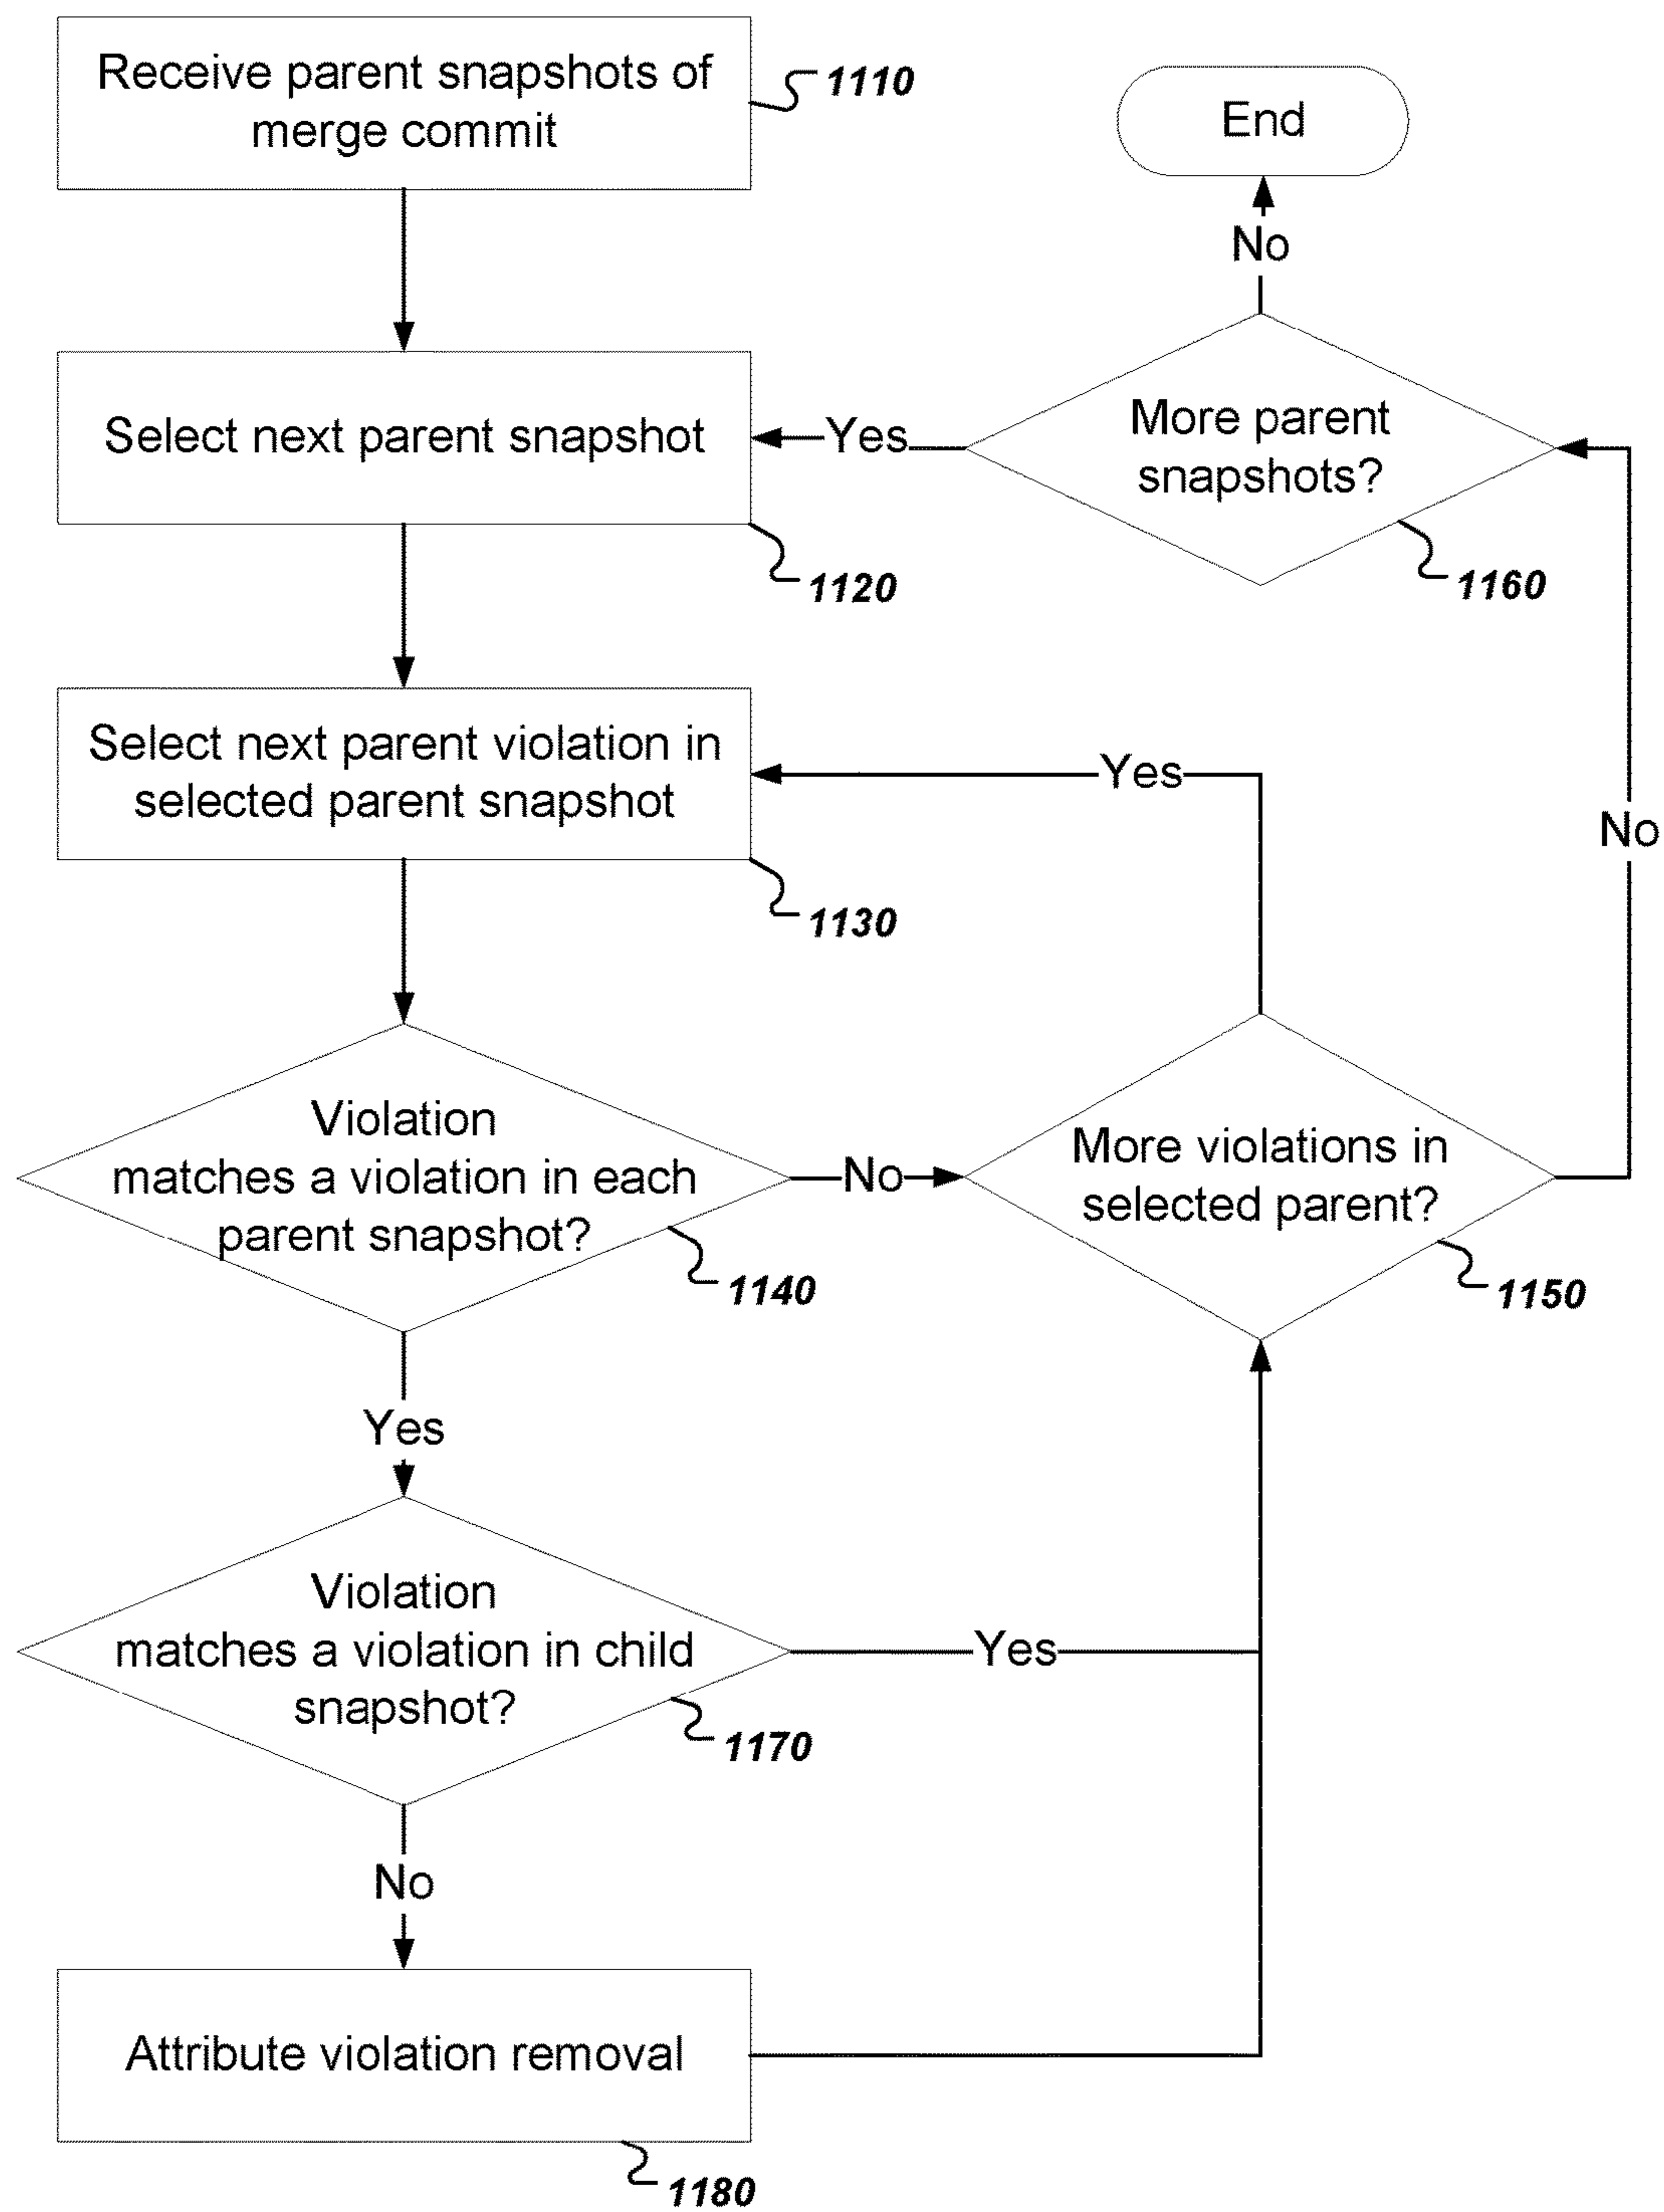 Receive parent snapshots of
merge commit
1110
End
No
Select next parent snapshot
Yes
More parent
snapshots?
1120
1160
Select next parent violation in
selected parent snapshot
Yes
No
1130
Violation
matches a violation in each
parent snapshot?
No
More violations in
selected parent?
1140
1150
Yes
Violation
matches a violation in child
snapshot?
Yes
1170
No
Attribute violation removal
1180